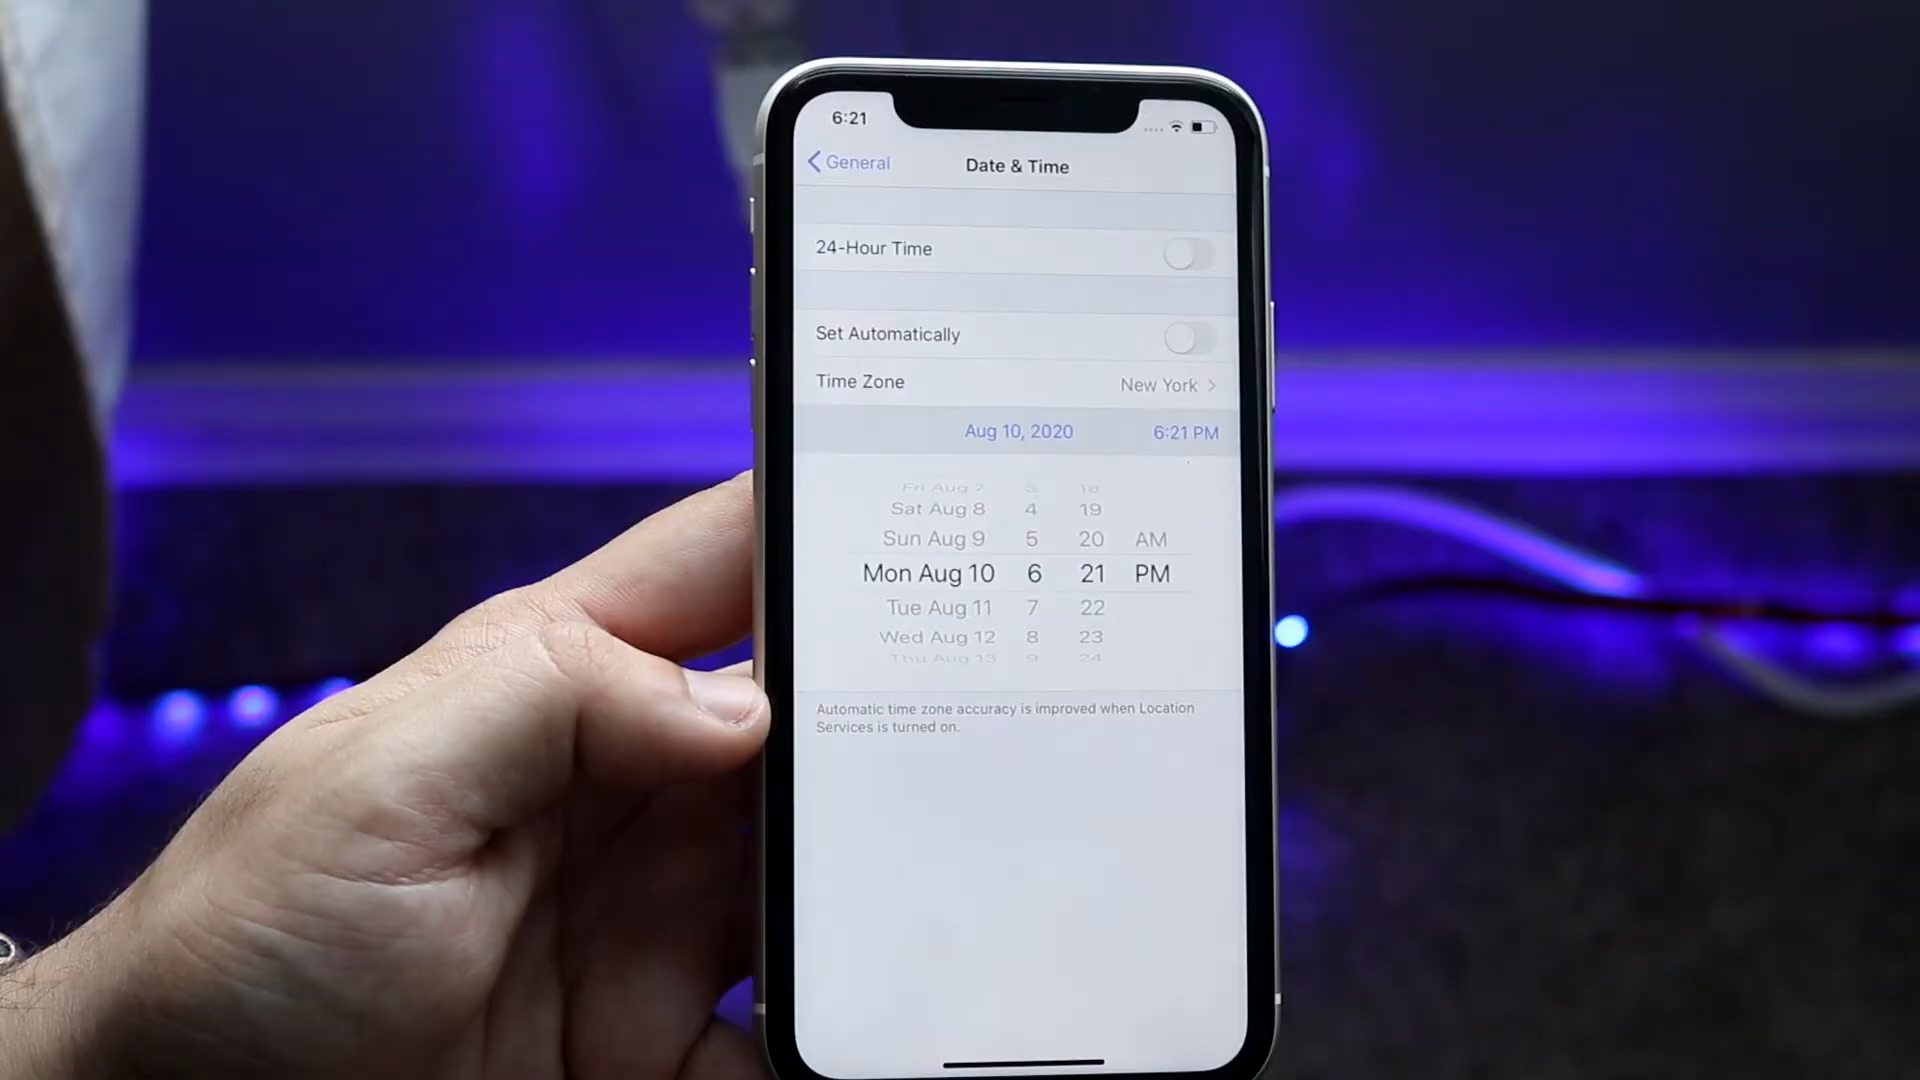 6:21
General
Date & Time
24-Hour Time
Set Automatically
Time Zone New York
Aug 10, 2020 6:21 PM
Fri Aug 7 3 18
Sat Aug 8 4 19
Sun Aug 9 5 20 AM
Mon Aug 10 6 21 PM
Tue Aug 11 7 22
Wed Aug 12 8 23
Thu Aug 13 9 24
Automatic time zone accuracy is improved when Location
Services is turned on.